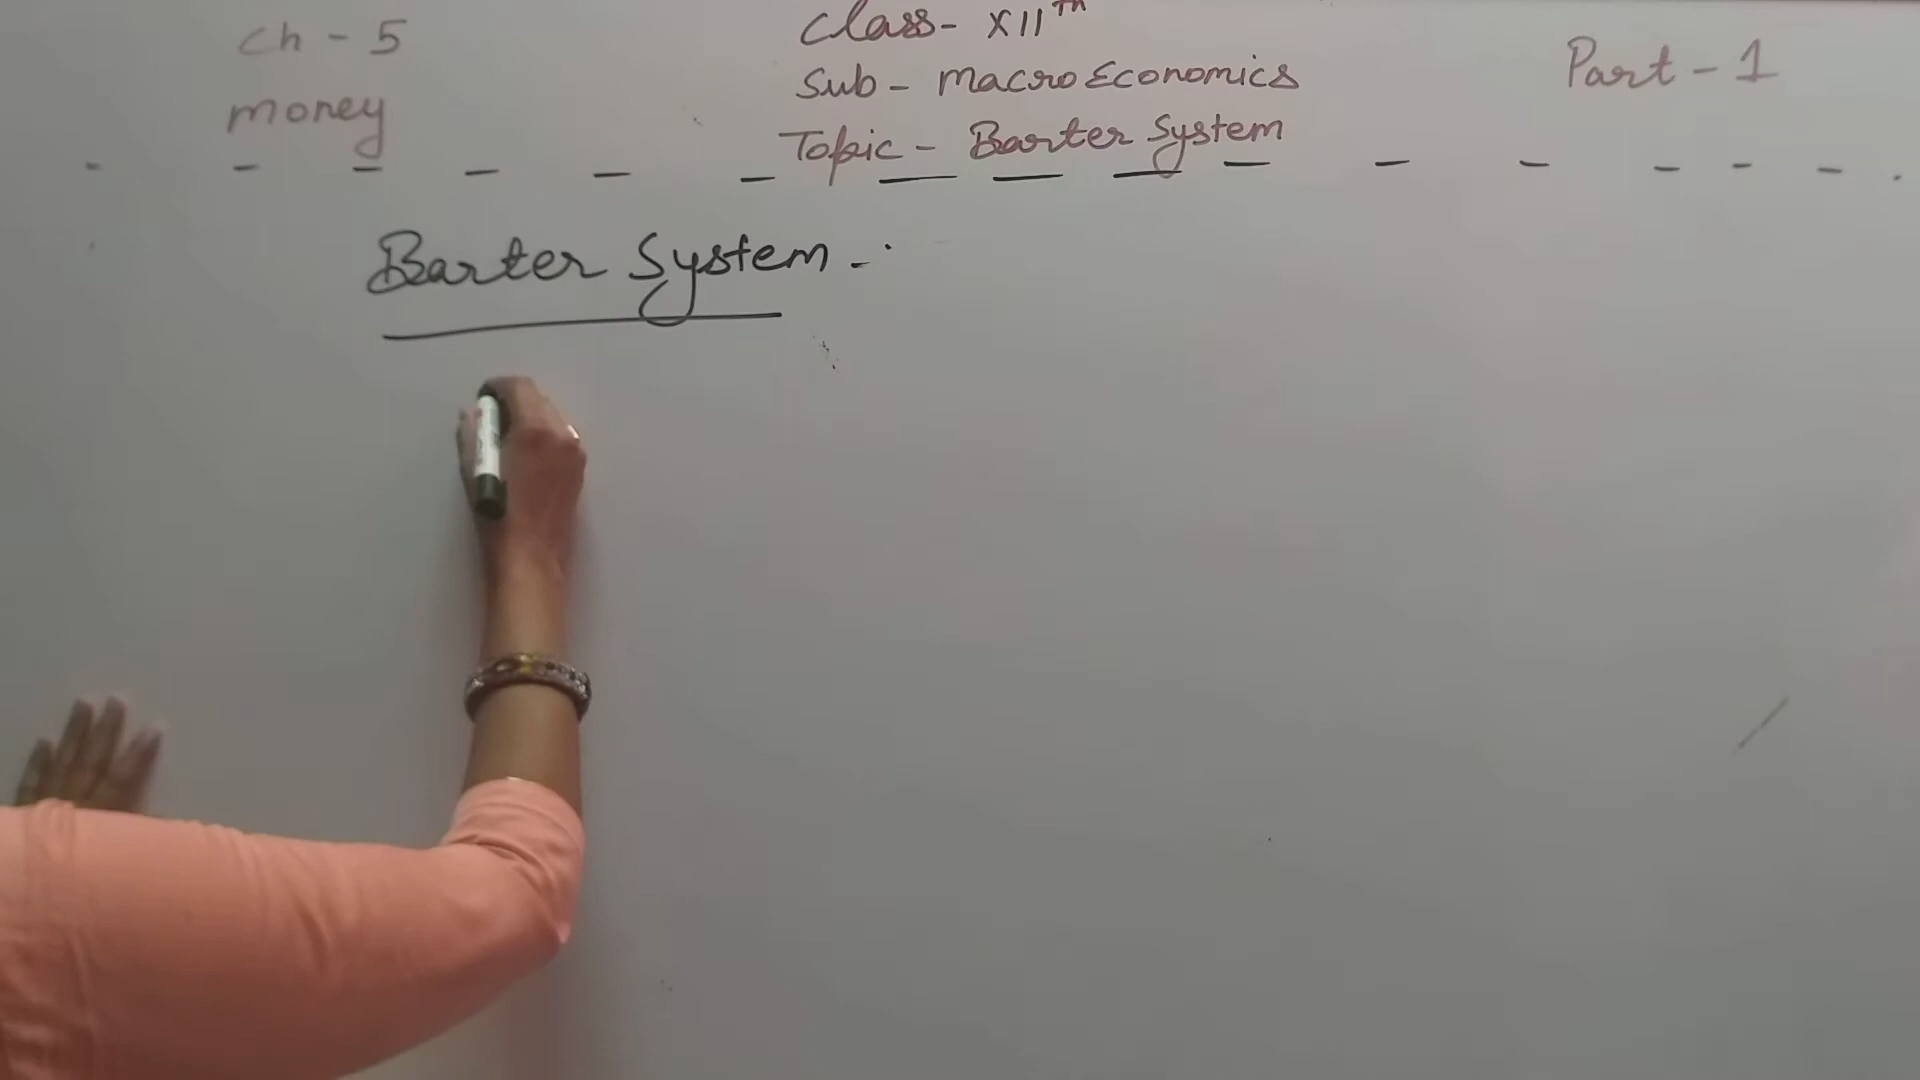 Ch - 5
money
Class - XIIth
Sub - Macro Economics
Topic - Barter System
Part - 1
Barter System -